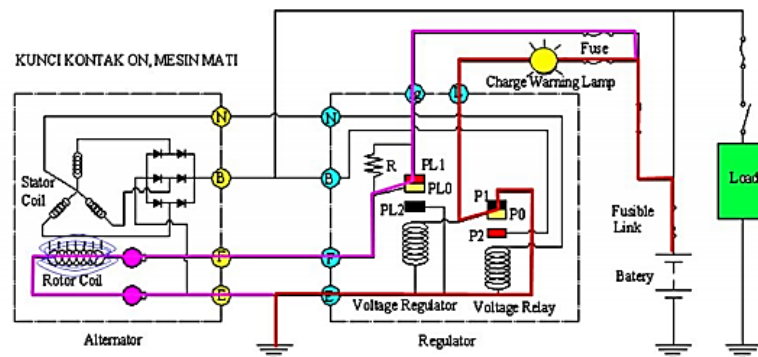 KUNCI KONTAK ON, MESIN MATI
Fuse
Charge Warning Lamp
Ig
L
N
N
Stator
Coil
R
PL1
PL0
B
B
PL2
P1
P0
P2
Load
Fusible
Link
F
F
Rotor Coil
E
E
Voltage Regulator
Voltage Relay
Batery
Alternator
Regulator